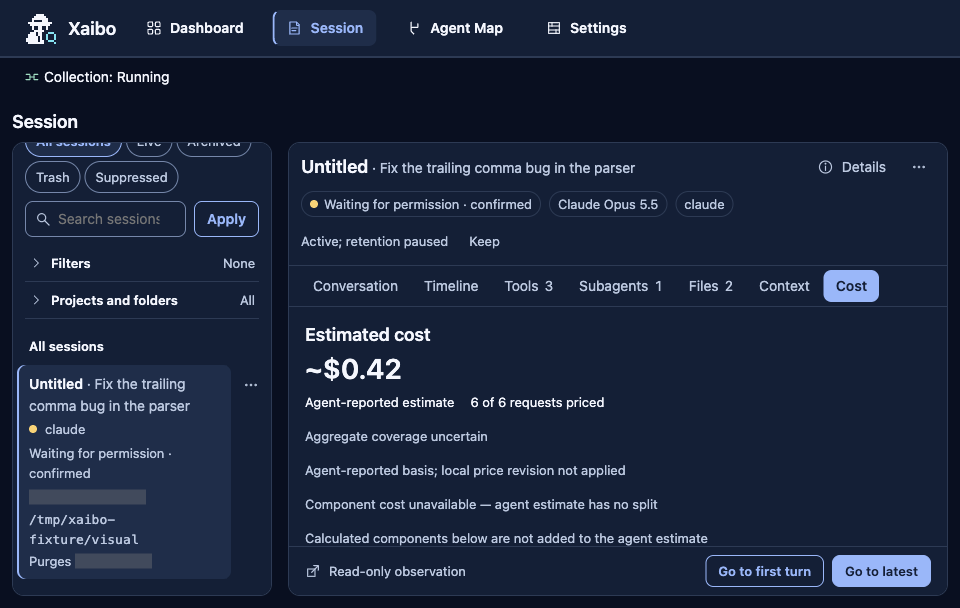 Xaibo
Dashboard
Session
Agent Map
Settings
Collection: Running
Session
All sessions
Live
Archived
Trash
Suppressed
Search sessions
Apply
Filters
None
Projects and folders
All
All sessions
Untitled · Fix the trailing
comma bug in the parser
claude
Waiting for permission ·
confirmed
/tmp/xaibo-
fixture/visual
Purges
Untitled · Fix the trailing comma bug in the parser
Details
Waiting for permission · confirmed
Claude Opus 5.5
claude
Active; retention paused
Keep
Conversation
Timeline
Tools 3
Subagents 1
Files 2
Context
Cost
Estimated cost
~$0.42
Agent-reported estimate
6 of 6 requests priced
Aggregate coverage uncertain
Agent-reported basis; local price revision not applied
Component cost unavailable — agent estimate has no split
Calculated components below are not added to the agent estimate
Read-only observation
Go to first turn
Go to latest